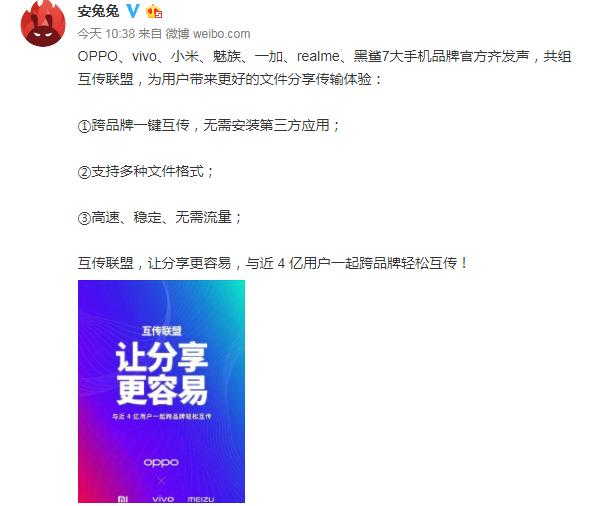 安兔兔
今天 10:38 来自 微博 weibo.com
OPPO、vivo、小米、魅族、一加、realme、黑鲨7大手机品牌官方齐发声，共组
互传联盟，为用户带来更好的文件分享传输体验：
①跨品牌一键互传，无需安装第三方应用；
②支持多种文件格式；
③高速、稳定、无需流量；
互传联盟，让分享更容易，与近 4 亿用户一起跨品牌轻松互传！
互传联盟
让分享
更容易
与近 4 亿用户一起跨品牌轻松互传
oppo
×
mi vivo MEIZU